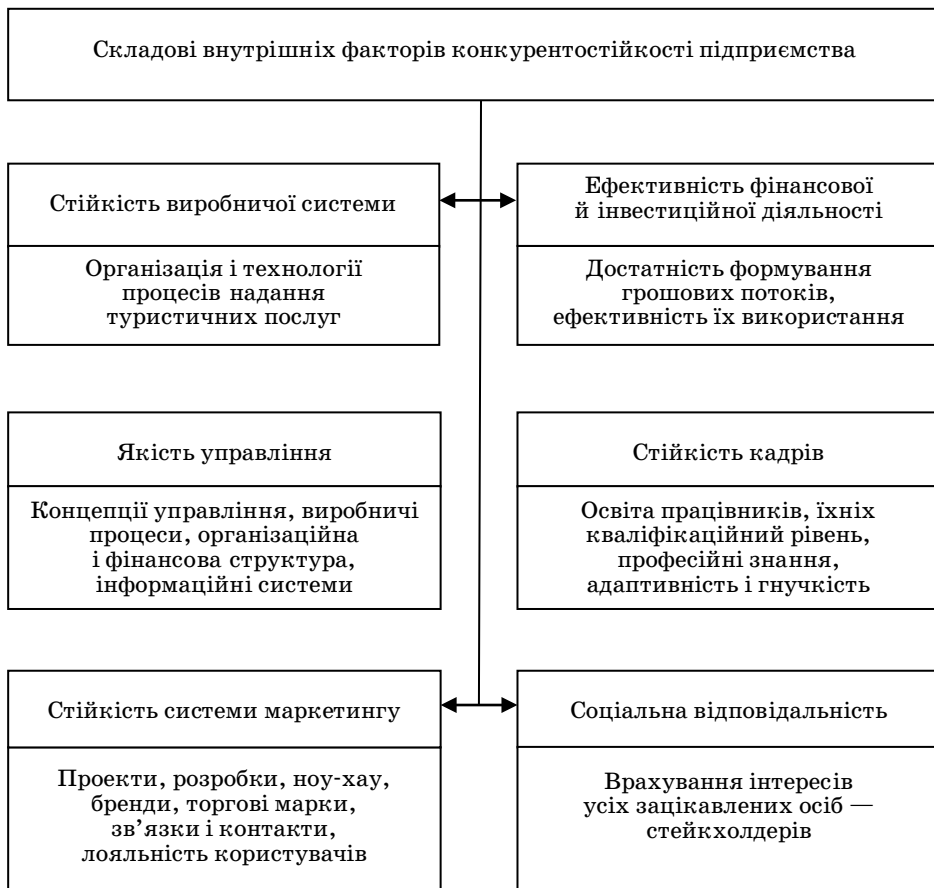 Складові внутрішніх факторів конкурентостійкості підприємства
Стійкість виробничої системи
Організація і технології
процесів надання
туристичних послуг
Ефективність фінансової
й інвестиційної діяльності
Достатність формування
грошових потоків,
ефективність їх використання
Якість управління
Концепції управління, виробничі
процеси, організаційна
і фінансова структура,
інформаційні системи
Стійкість кадрів
Освіта працівників, їхніх
кваліфікаційний рівень,
професійні знання,
адаптивність і гнучкість
Стійкість системи маркетингу
Проекти, розробки, ноу-хау,
бренди, торгові марки,
зв’язки і контакти,
лояльність користувачів
Соціальна відповідальність
Врахування інтересів
усіх зацікавлених осіб —
стейкхолдерів